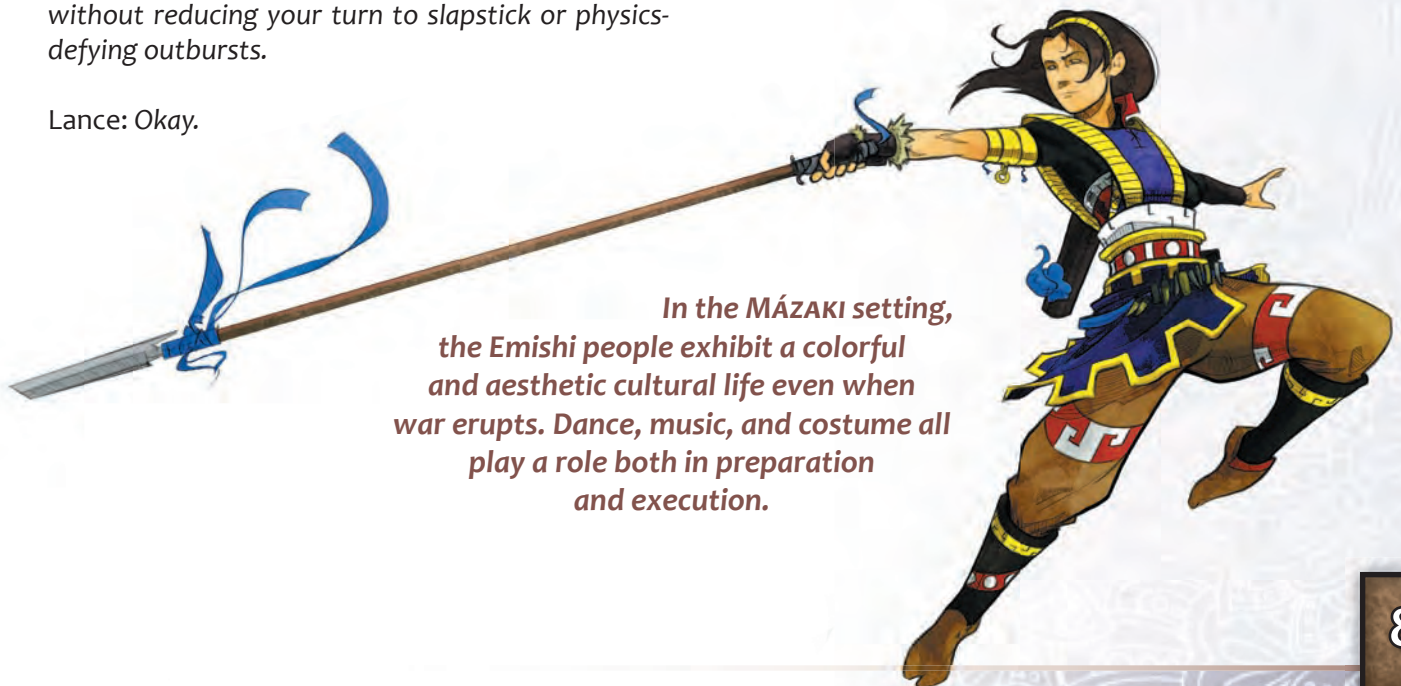 without reducing your turn to slapstick or physics-
defying outbursts.
Lance: Okay.
In the MÁZAKI setting,
the Emishi people exhibit a colorful
and aesthetic cultural life even when
war erupts. Dance, music, and costume all
play a role both in preparation
and execution.